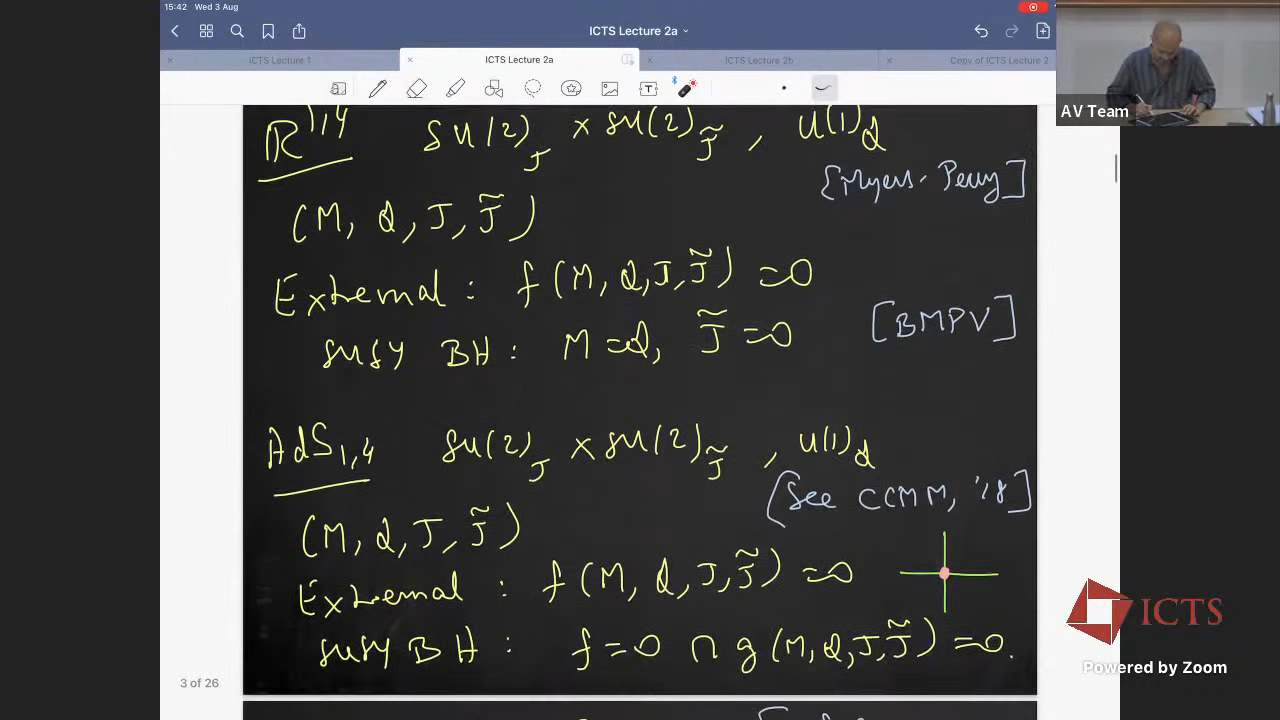 15:42 Wed 3 Aug
ICTS Lecture 2a
ICTS Lecture 1
ICTS Lecture 2a
ICTS Lecture 2b
Copy of ICTS Lecture 2
AV Team
ℝ^{1,4} SU(2)_J × SU(2)_J̃ , U(1)_Q
[Myers-Perry]
(M, Q, J, J̃)
Extremal : f(M, Q, J, J̃) = 0
susy BH : M = Q, J̃ = 0 [BMPV]
AdS_{1,4} SU(2)_J × SU(2)_J̃ , U(1)_Q
[See CCMM, '18]
(M, Q, J, J̃)
Extremal : f(M, Q, J, J̃) = 0
susy BH : f = 0 ∩ g(M, Q, J, J̃) = 0.
3 of 26
ICTS
Powered by Zoom